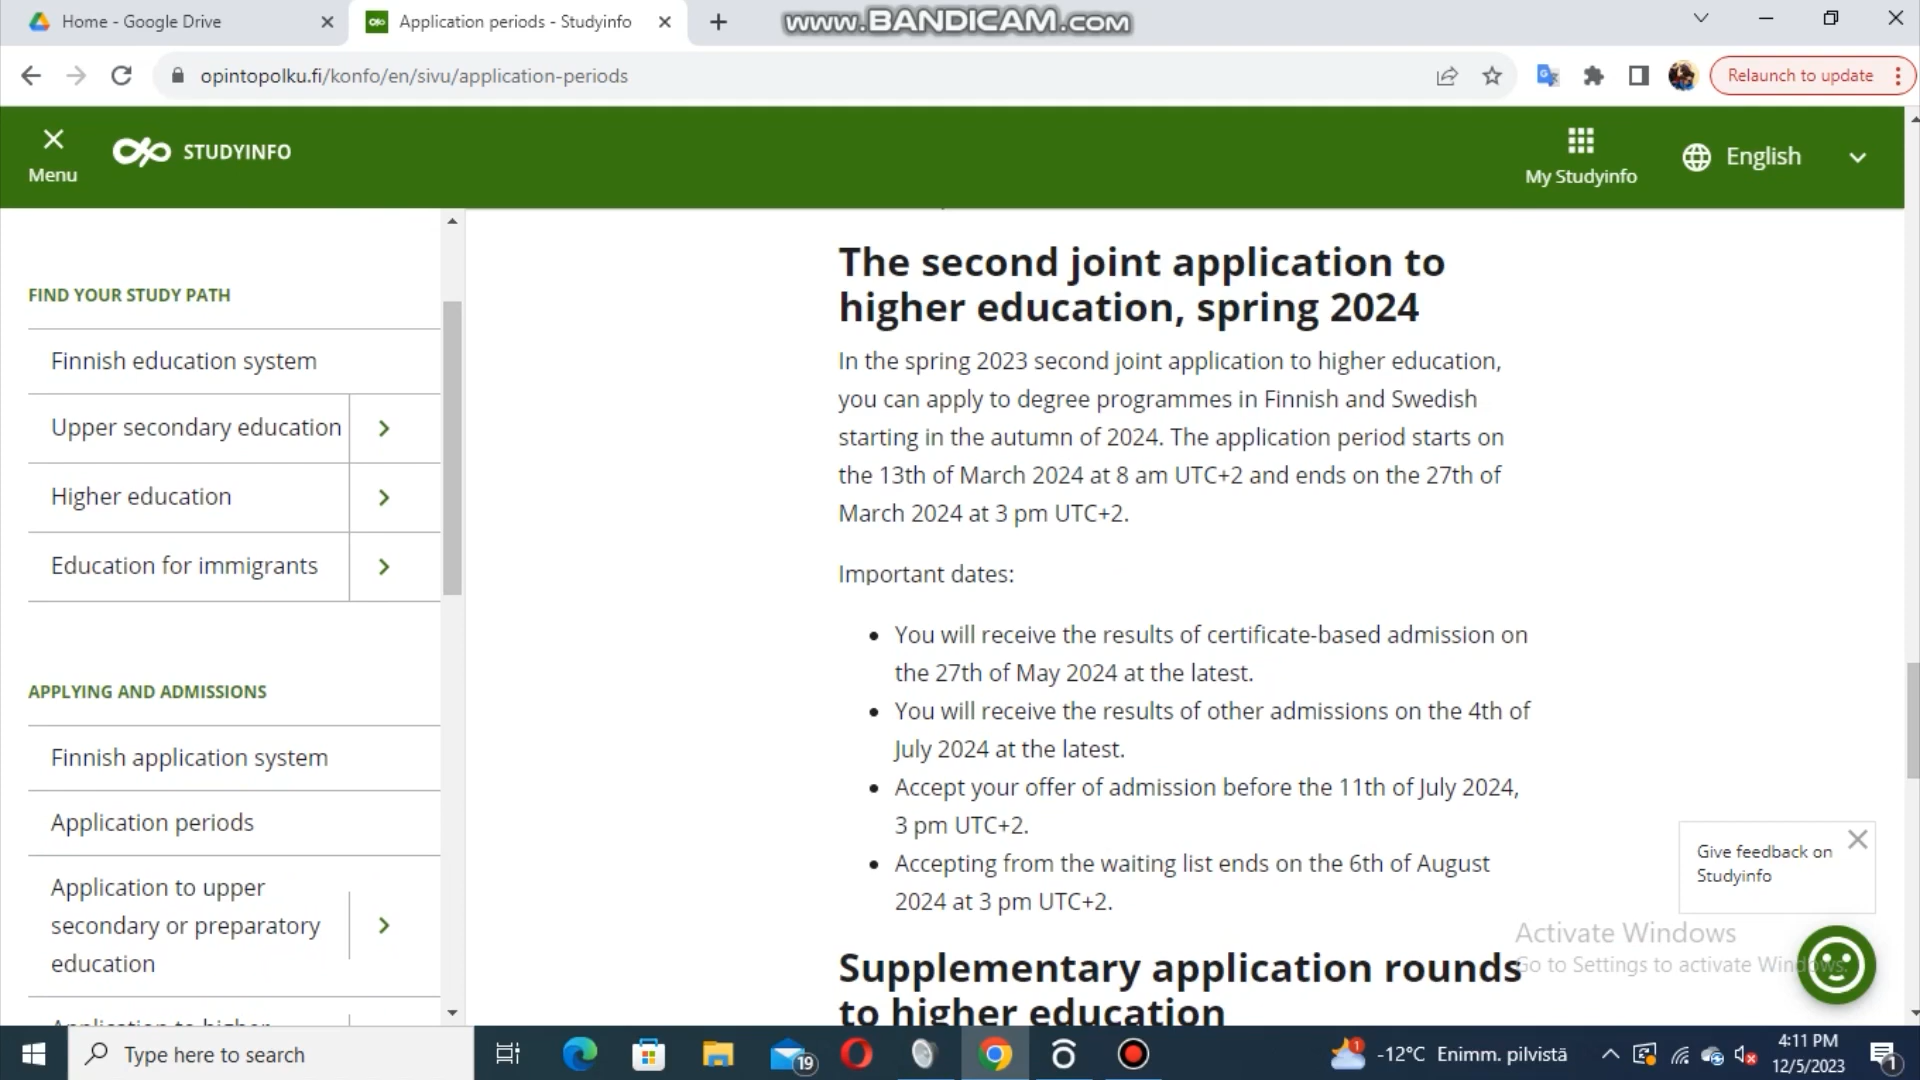 Home - Google Drive
Application periods - Studyinfo
www.BANDICAM.com
opintopolku.fi/konfo/en/sivu/application-periods
Relaunch to update
Menu
STUDYINFO
My Studyinfo
English
FIND YOUR STUDY PATH
Finnish education system
Upper secondary education
Higher education
Education for immigrants
APPLYING AND ADMISSIONS
Finnish application system
Application periods
Application to upper
secondary or preparatory
education
Application to higher
The second joint application to
higher education, spring 2024
In the spring 2023 second joint application to higher education,
you can apply to degree programmes in Finnish and Swedish
starting in the autumn of 2024. The application period starts on
the 13th of March 2024 at 8 am UTC+2 and ends on the 27th of
March 2024 at 3 pm UTC+2.
Important dates:
You will receive the results of certificate-based admission on
the 27th of May 2024 at the latest.
You will receive the results of other admissions on the 4th of
July 2024 at the latest.
Accept your offer of admission before the 11th of July 2024,
3 pm UTC+2.
Accepting from the waiting list ends on the 6th of August
2024 at 3 pm UTC+2.
Supplementary application rounds
to higher education
Give feedback on
Studyinfo
Activate Windows
Go to Settings to activate Windows.
Type here to search
19
1
-12°C Enimm. pilvistä
4:11 PM
12/5/2023
1